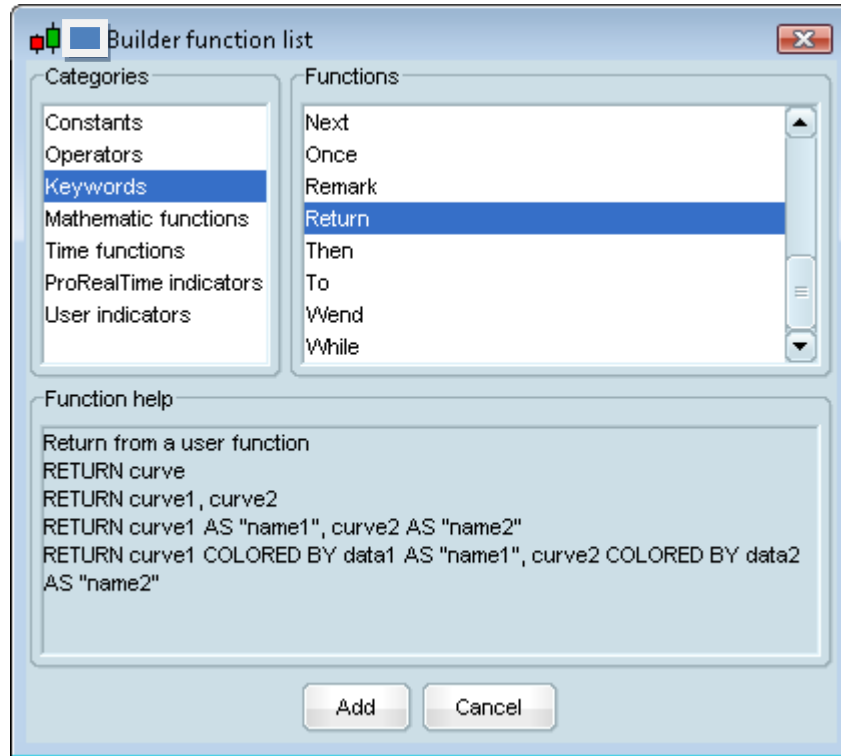 Builder function list
Categories
Constants
Operators
Keywords
Mathematic functions
Time functions
ProRealTime indicators
User indicators
Functions
Next
Once
Remark
Return
Then
To
Wend
While
Function help
Return from a user function
RETURN curve
RETURN curve1, curve2
RETURN curve1 AS "name1", curve2 AS "name2"
RETURN curve1 COLORED BY data1 AS "name1", curve2 COLORED BY data2
AS "name2"
Add
Cancel